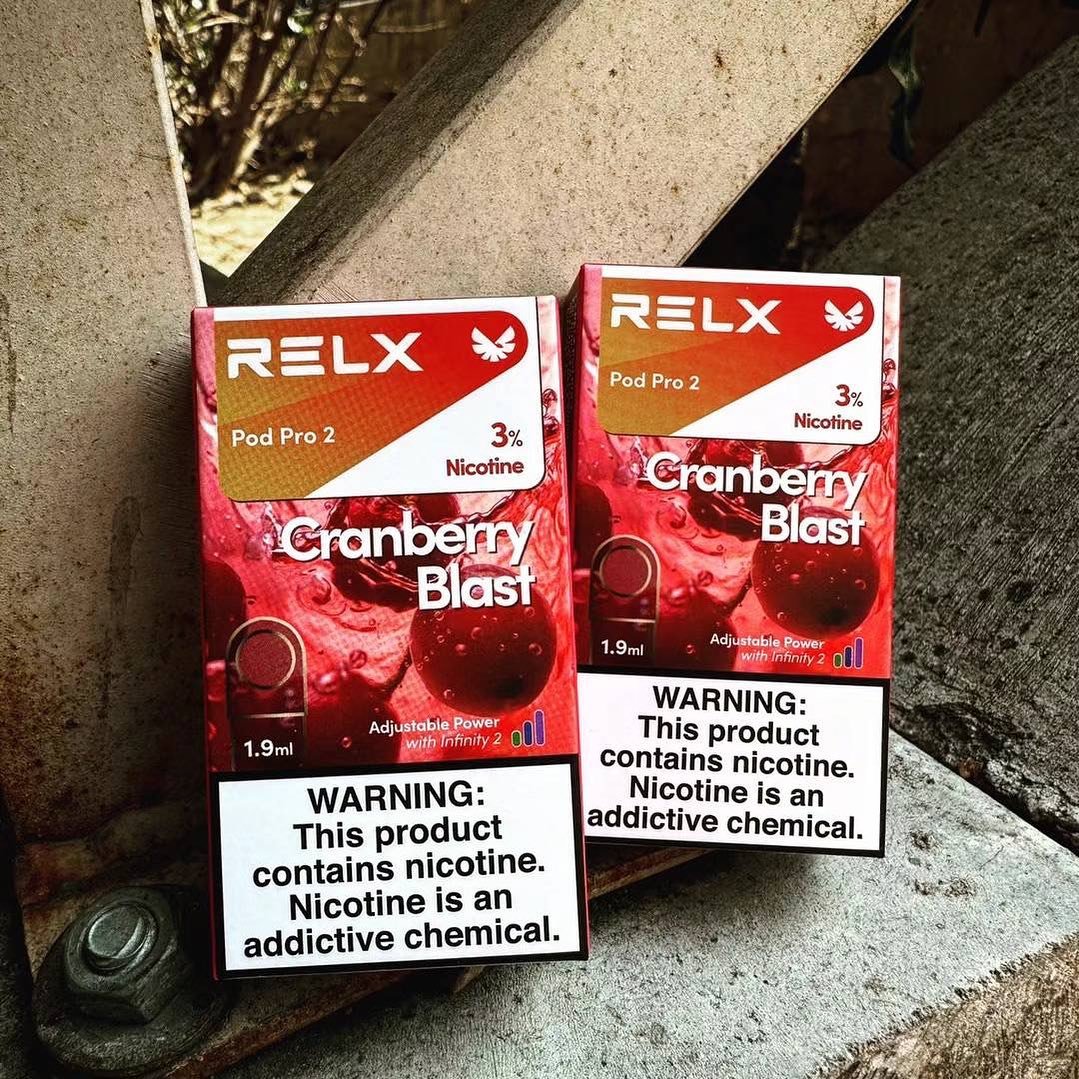 RELX
Pod Pro 2
3%
Nicotine
Cranberry
Blast
1.9ml
Adjustable Power
with Infinity 2
WARNING:
This product
contains nicotine.
Nicotine is an
addictive chemical.
RELX
Pod Pro 2
3%
Nicotine
Cranberry
Blast
1.9ml
Adjustable Power
with Infinity 2
WARNING:
This product
contains nicotine.
Nicotine is an
addictive chemical.